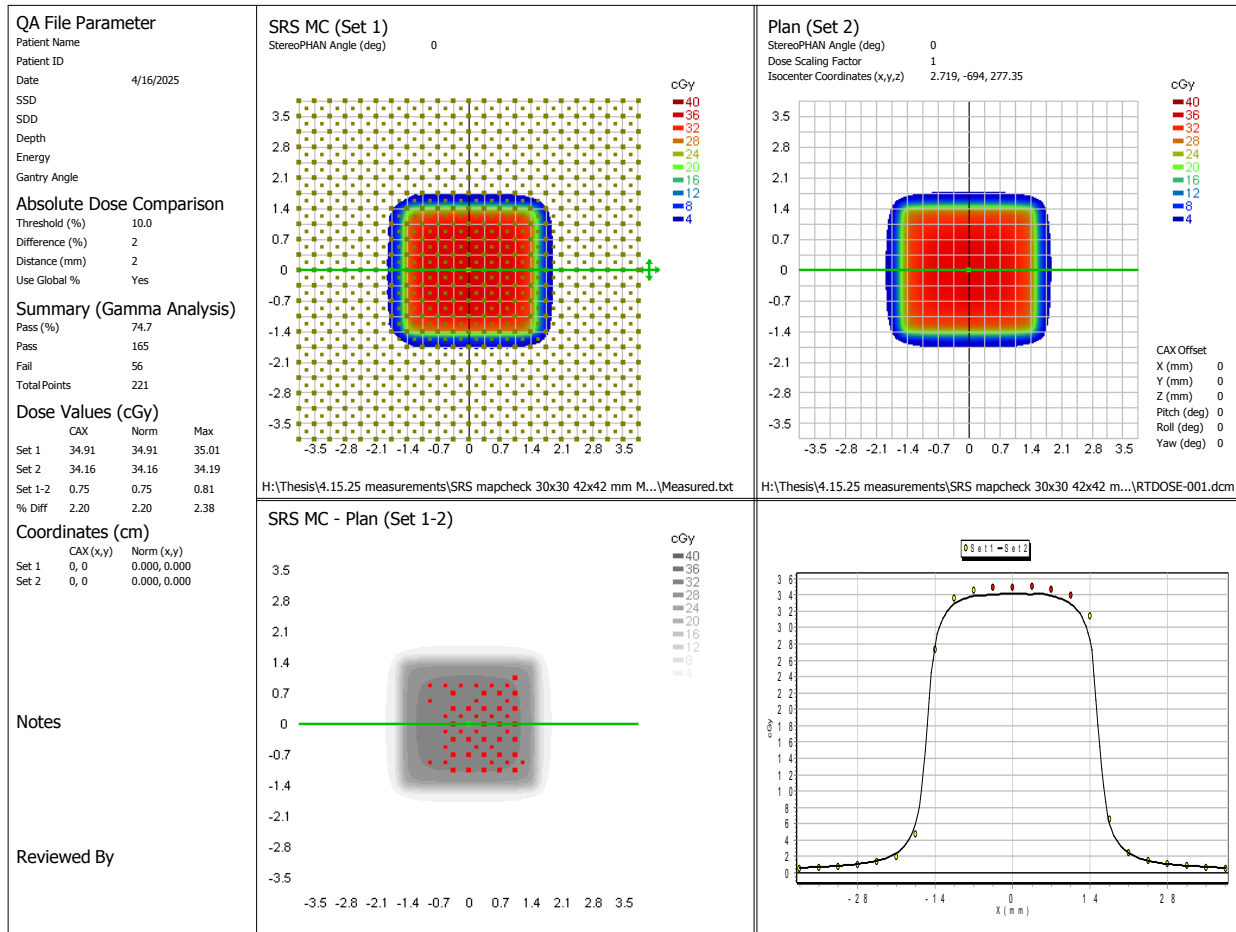 QA File Parameter
Patient Name
Patient ID
Date 4/16/2025
SSD
SDD
Depth
Energy
Gantry Angle
Absolute Dose Comparison
Threshold (%) 10.0
Difference (%) 2
Distance (mm) 2
Use Global % Yes
Summary (Gamma Analysis)
Pass (%) 74.7
Pass 165
Fail 56
Total Points 221
Dose Values (cGy)
CAX Norm Max
Set 1 34.91 34.91 35.01
Set 2 34.16 34.16 34.19
Set 1-2 0.75 0.75 0.81
% Diff 2.20 2.20 2.38
Coordinates (cm)
CAX (x,y) Norm (x,y)
Set 1 0, 0 0.000, 0.000
Set 2 0, 0 0.000, 0.000
Notes
Reviewed By
SRS MC (Set 1)
StereoPHAN Angle (deg) 0
cGy
40
36
32
28
24
20
16
12
8
4
3.5
2.8
2.1
1.4
0.7
0
-0.7
-1.4
-2.1
-2.8
-3.5
-3.5 -2.8 -2.1 -1.4 -0.7 0 0.7 1.4 2.1 2.8 3.5
H:\Thesis\4.15.25 measurements\SRS mapcheck 30x30 42x42 mm M...\Measured.txt
Plan (Set 2)
StereoPHAN Angle (deg) 0
Dose Scaling Factor 1
Isocenter Coordinates (x,y,z) 2.719, -694, 277.35
cGy
40
36
32
28
24
20
16
12
8
4
3.5
2.8
2.1
1.4
0.7
0
-0.7
-1.4
-2.1
-2.8
-3.5
-3.5 -2.8 -2.1 -1.4 -0.7 0 0.7 1.4 2.1 2.8 3.5
CAX Offset
X (mm) 0
Y (mm) 0
Z (mm) 0
Pitch (deg) 0
Roll (deg) 0
Yaw (deg) 0
H:\Thesis\4.15.25 measurements\SRS mapcheck 30x30 42x42 m...\RTDOSE-001.dcm
SRS MC - Plan (Set 1-2)
cGy
40
36
32
28
24
20
16
12
8
4
3.5
2.8
2.1
1.4
0.7
0
-0.7
-1.4
-2.1
-2.8
-3.5
-3.5 -2.8 -2.1 -1.4 -0.7 0 0.7 1.4 2.1 2.8 3.5
Set1 Set2
36
34
32
30
28
26
24
22
20
18
16
14
12
10
8
6
4
2
0
cGy
-28 -14 0 14 28
X(mm)